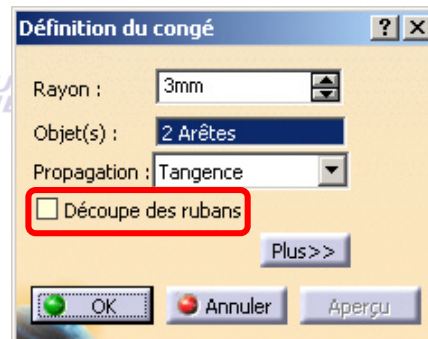 Définition du congé
Rayon : 3mm
Objet(s) : 2 Arêtes
Propagation : Tangence
Découpe des rubans
Plus>>
OK Annuler Aperçu